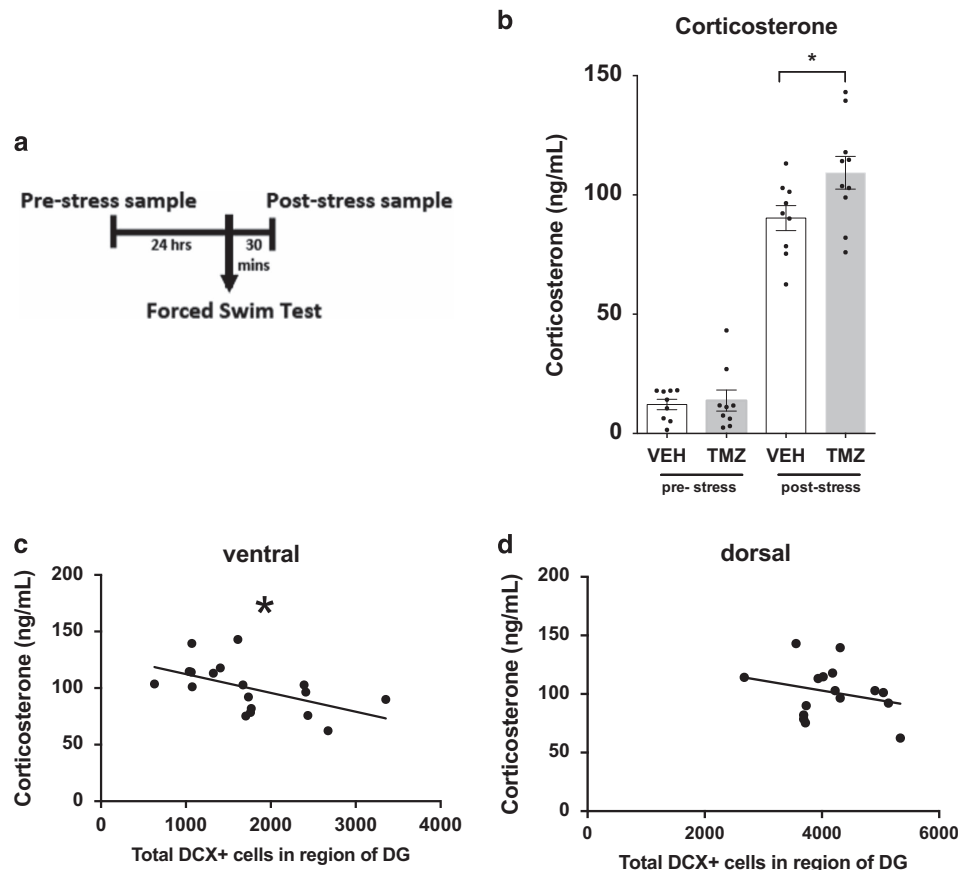 a
Pre-stress sample
Post-stress sample
24 hrs
30
mins
Forced Swim Test
b
Corticosterone
*
Corticosterone (ng/mL)
150
100
50
0
VEH TMZ VEH TMZ
pre- stress post-stress
c
ventral
*
Corticosterone (ng/mL)
200
150
100
50
0
0 1000 2000 3000 4000
Total DCX+ cells in region of DG
d
dorsal
Corticosterone (ng/mL)
200
150
100
50
0
0 2000 4000 6000
Total DCX+ cells in region of DG